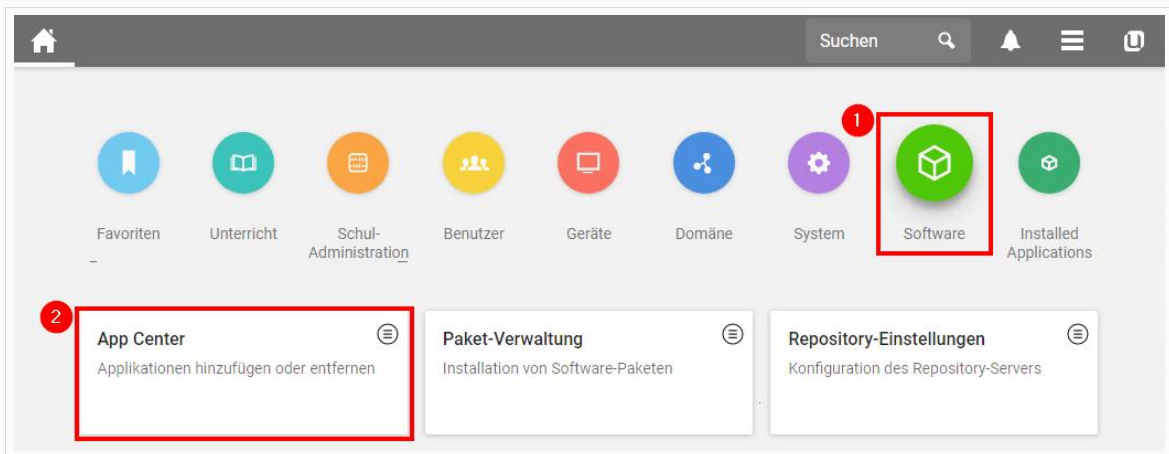 Suchen
1
Favoriten
Unterricht
Schul-
Administration
Benutzer
Geräte
Domäne
System
Software
Installed
Applications
2
App Center
Applikationen hinzufügen oder entfernen
Paket-Verwaltung
Installation von Software-Paketen
Repository-Einstellungen
Konfiguration des Repository-Servers